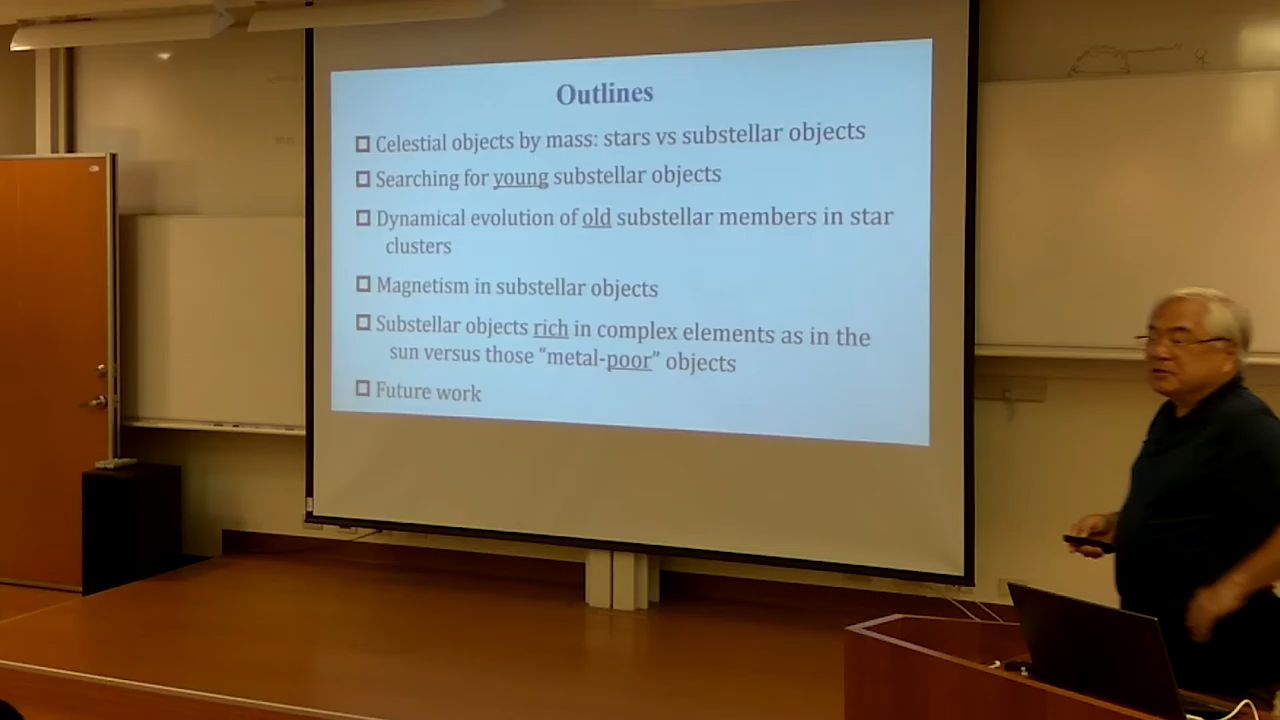 Outlines
Celestial objects by mass: stars vs substellar objects
Searching for young substellar objects
Dynamical evolution of old substellar members in star
clusters
Magnetism in substellar objects
Substellar objects rich in complex elements as in the
sun versus those “metal-poor” objects
Future work